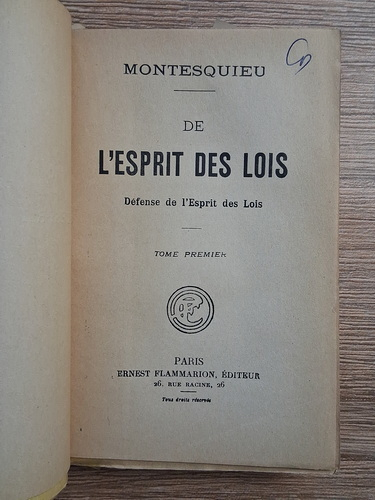 MONTESQUIEU
DE
L'ESPRIT DES LOIS
Défense de l'Esprit des Lois
TOME PREMIER
PARIS
ERNEST FLAMMARION, ÉDITEUR
26, RUE RACINE, 26
Tous droits réservés